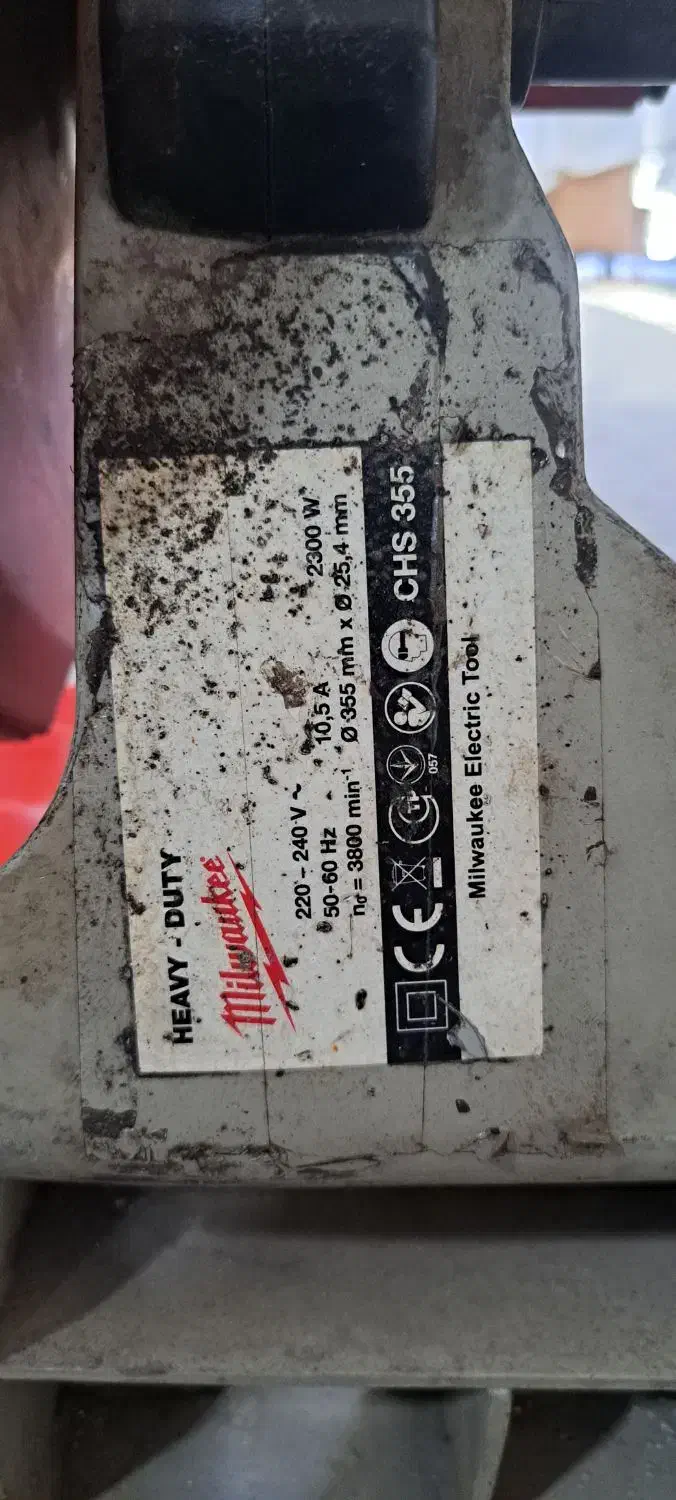 HEAVY - DUTY
Milwaukee
220 - 240 V ~ 10,5 A 2300 W
50-60 Hz
n₀ = 3800 min⁻¹ Ø 355 mm x Ø 25,4 mm
CE 057 CHS 355
Milwaukee Electric Tool